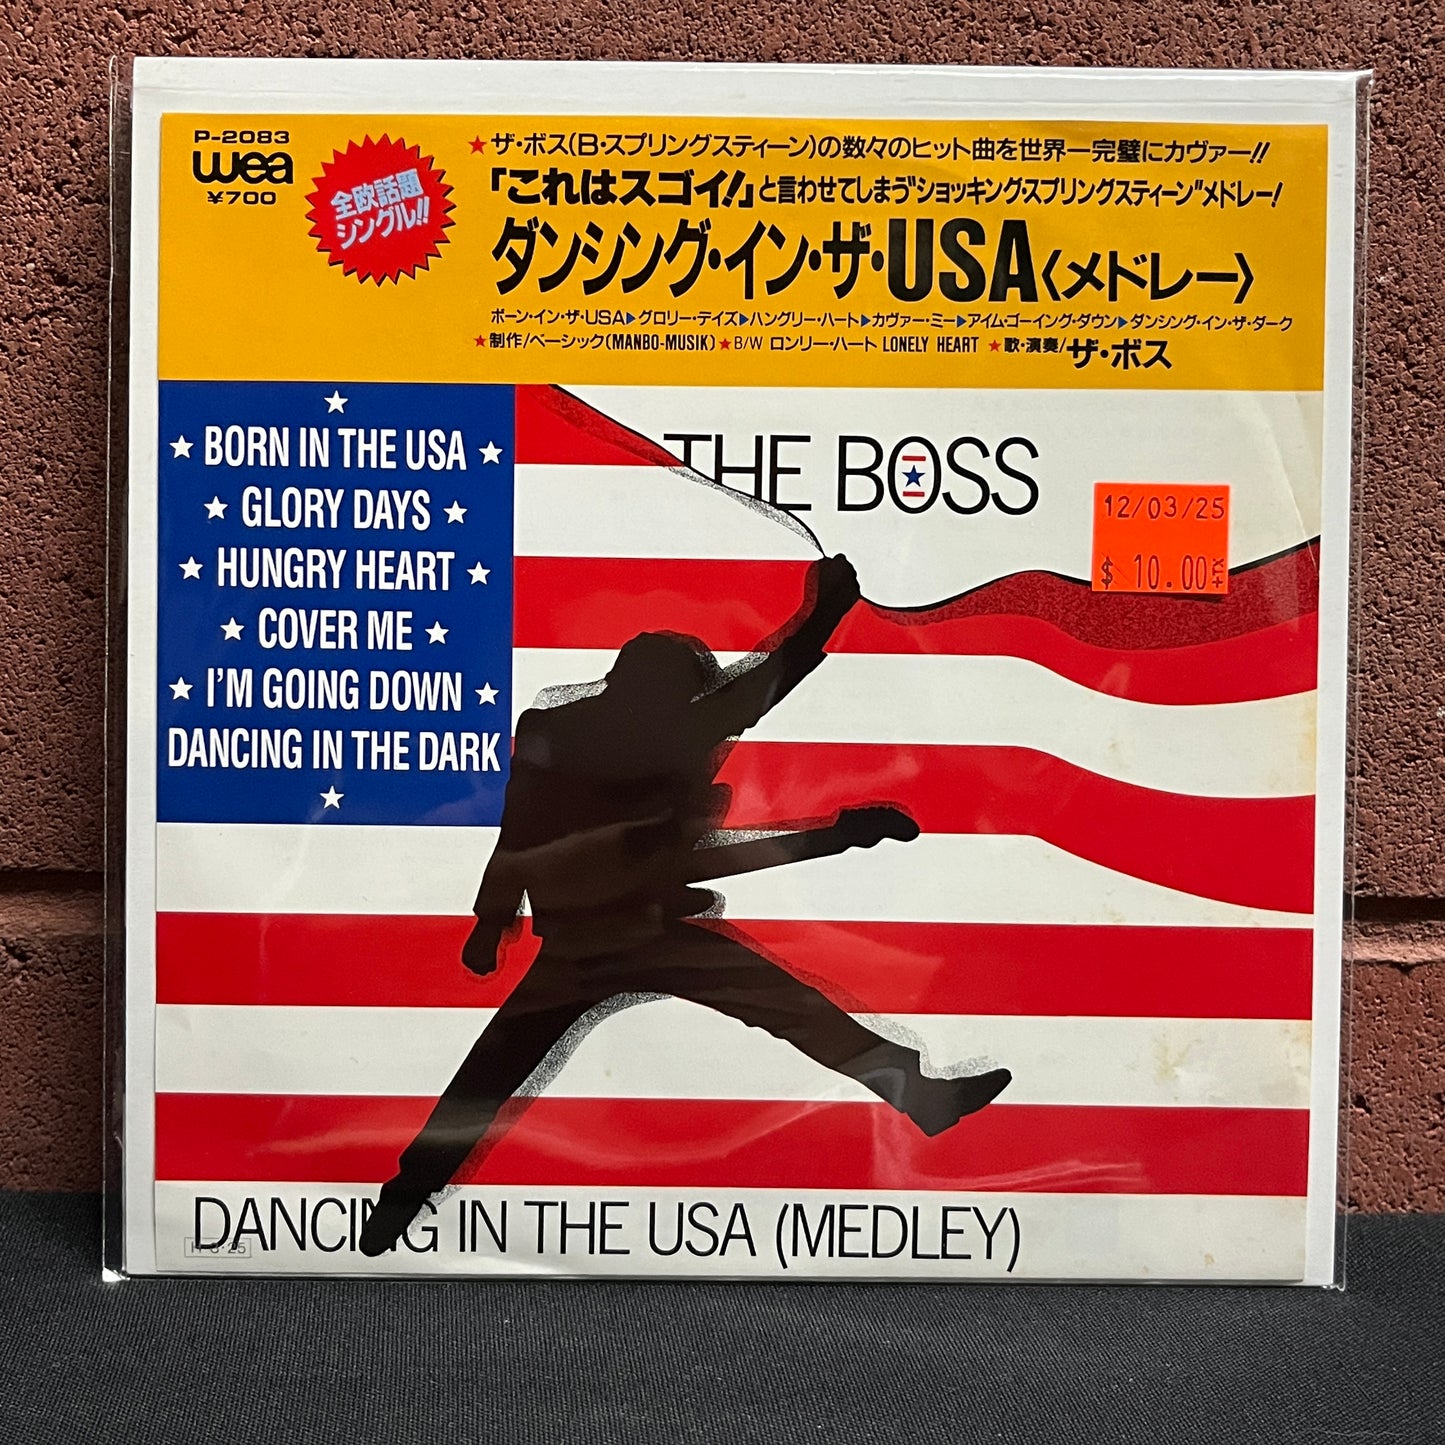 P-2083
wea
¥700
全欧話題
シングル!!
★ザ・ボス(B・スプリングスティーン)の数々のヒット曲を世界一完璧にカヴァー!!
「これはスゴイ!」と言わせてしまう"ショッキング・スプリングスティーン"メドレー!
ダンシング・イン・ザ・USA〈メドレー〉
ボーン・イン・ザ・USA▶グロリー・デイズ▶ハングリー・ハート▶カヴァー・ミー▶アイム・ゴーイング・ダウン▶ダンシング・イン・ザ・ダーク
★制作/ベーシック(MANBO-MUSIK)★B/W ロンリー・ハート LONELY HEART ★歌・演奏/ザ・ボス
★
★ BORN IN THE USA ★
★ GLORY DAYS ★
★ HUNGRY HEART ★
★ COVER ME ★
★ I'M GOING DOWN ★
DANCING IN THE DARK
★
THE BOSS
12/03/25
$ 10.00 +TX
DANCING IN THE USA (MEDLEY)
H・8・25